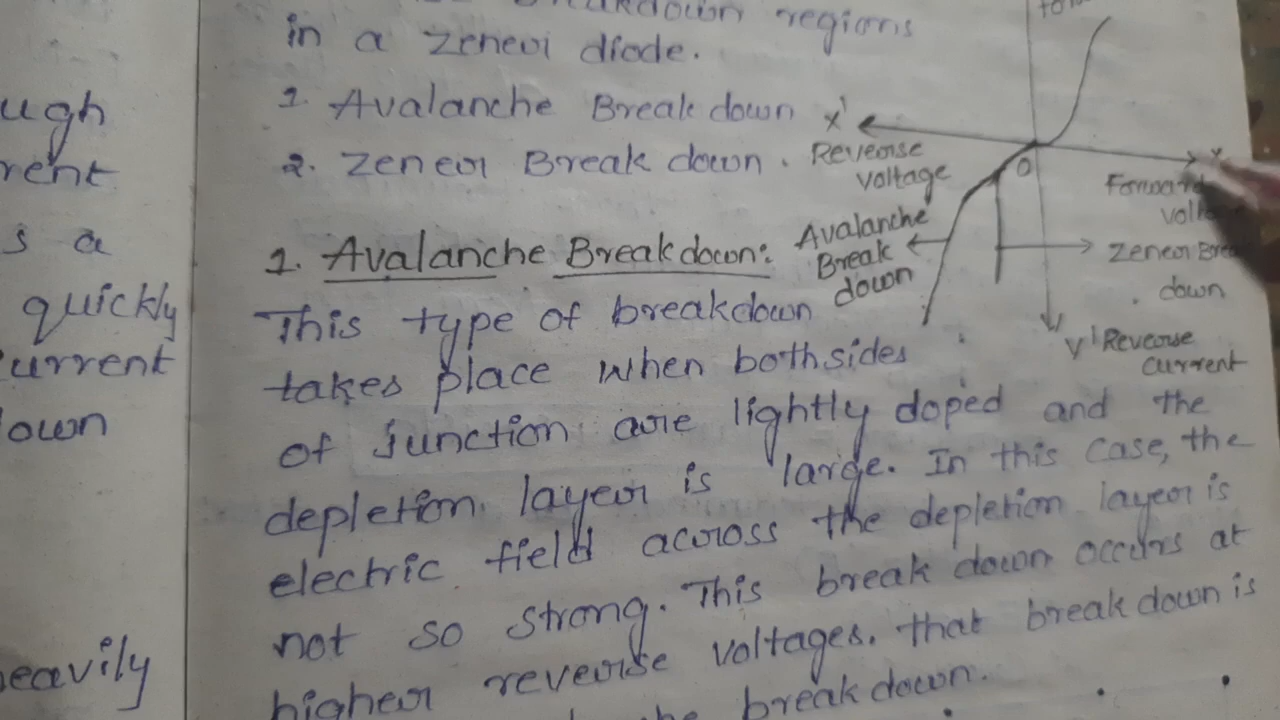 ugh
rent
s a
quickly
urrent
own
eavily
regions
in a Zener diode.
1. Avalanche Break down
2. Zener Break down.
1. Avalanche Breakdown:
This type of breakdown
takes place when both sides
of junction are lightly doped and the
depletion layer is large. In this case, the
electric field across the depletion layer is
not so strong. This break down occurs at
higher reverse voltages. that break down is
break down.
X'
Reverse
voltage
O
X
Forward
Avalanche
Break
down
Zener
down
Y' Reverse
current